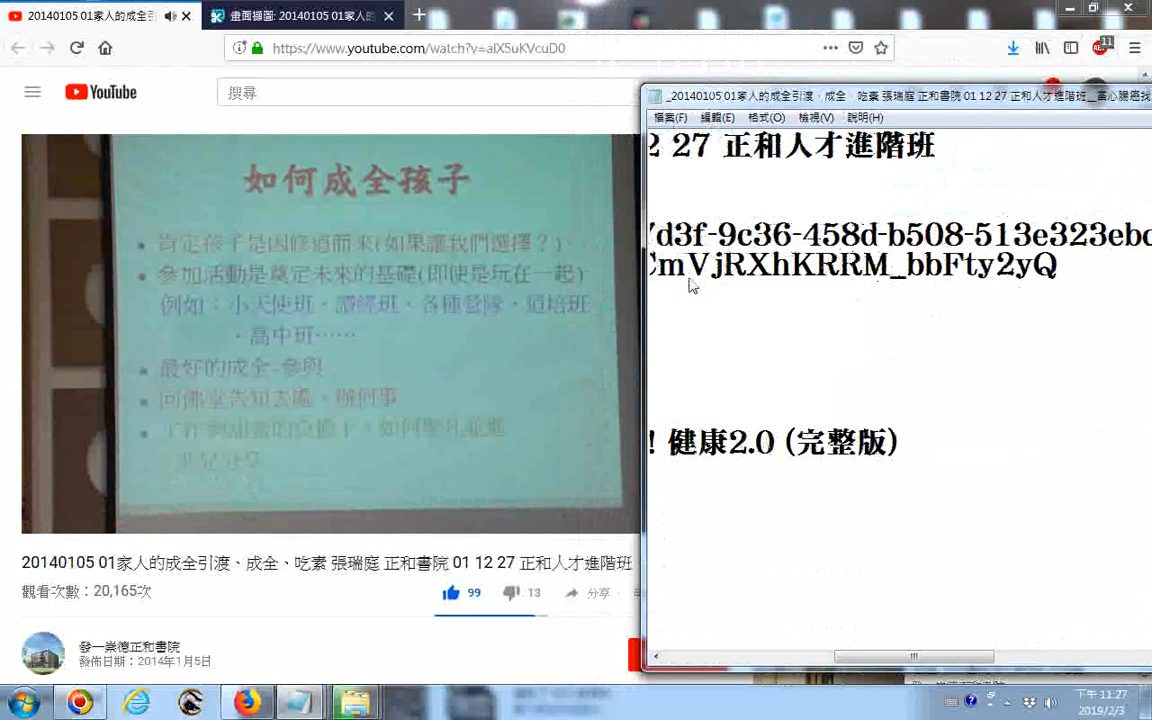 20140105 01家人的成全引
畫面擷圖: 20140105 01家人的
https://www.youtube.com/watch?v=alX5uKVcuD0
11
YouTube
搜尋
_20140105 01家人的成全引渡、成全、吃素 張瑞庭 正和書院 01 12 27 正和人才進階班
檔案(F) 編輯(E) 格式(O) 檢視(V) 說明(H)
2 27 正和人才進階班
7d3f-9c36-458d-b508-513e323eb
CmVjRXhKRRM_bbFty2yQ
! 健康2.0 (完整版)
如何成全孩子
肯定孩子是因修道而來(如果讓我們選擇？)
參加活動是奠定未來的基礎(即使是玩在一起)
例如：小天使班、讀經班、各種營隊、道培班
、高中班……
最好的成全-參與
回佛堂告知去處、辦何事
20140105 01家人的成全引渡、成全、吃素 張瑞庭 正和書院 01 12 27 正和人才進階班
觀看次數：20,165次
99
13
分享
發一崇德正和書院
發佈日期：2014年1月5日
下午 11:27
2019/2/3